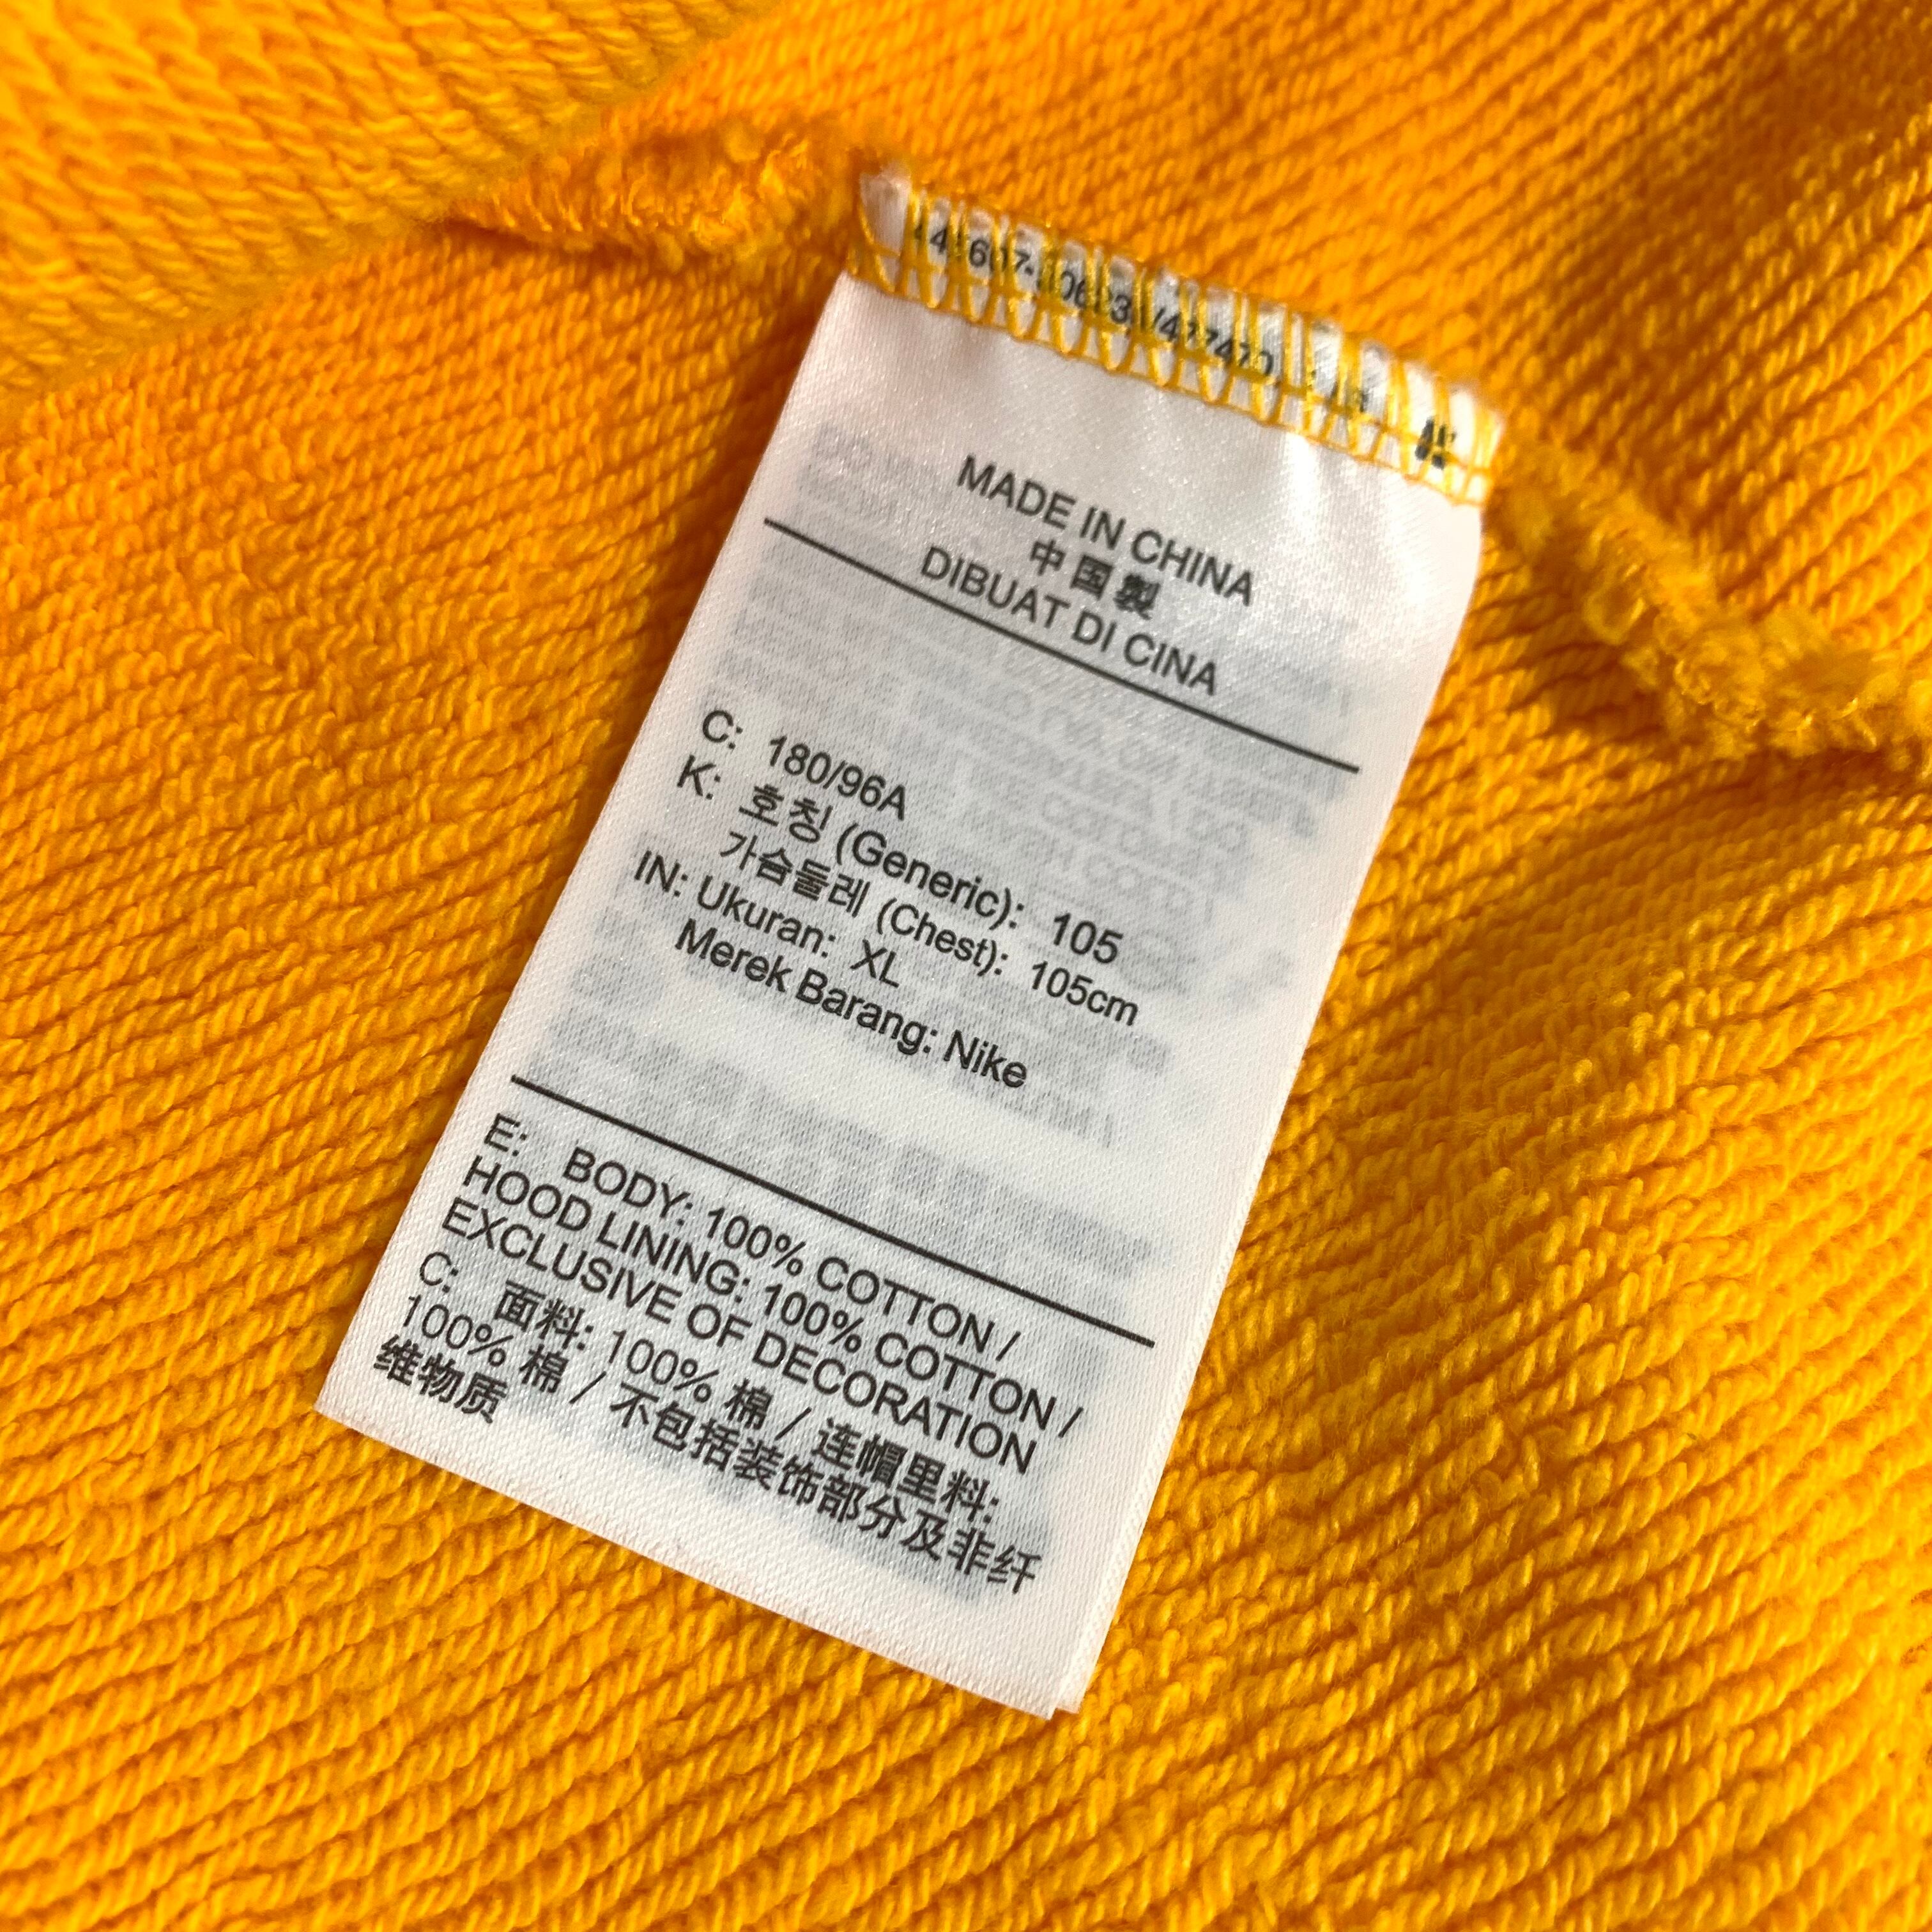 MADE IN CHINA
中国製
DIBUAT DI CINA
C: 180/96A
K: 호칭 (Generic): 105
가슴둘레 (Chest): 105cm
IN: Ukuran: XL
Merek Barang: Nike
E: BODY: 100% COTTON /
HOOD LINING: 100% COTTON /
EXCLUSIVE OF DECORATION
C: 面料: 100% 棉 / 连帽里料:
100% 棉 / 不包括装饰部分及非纤
维物质